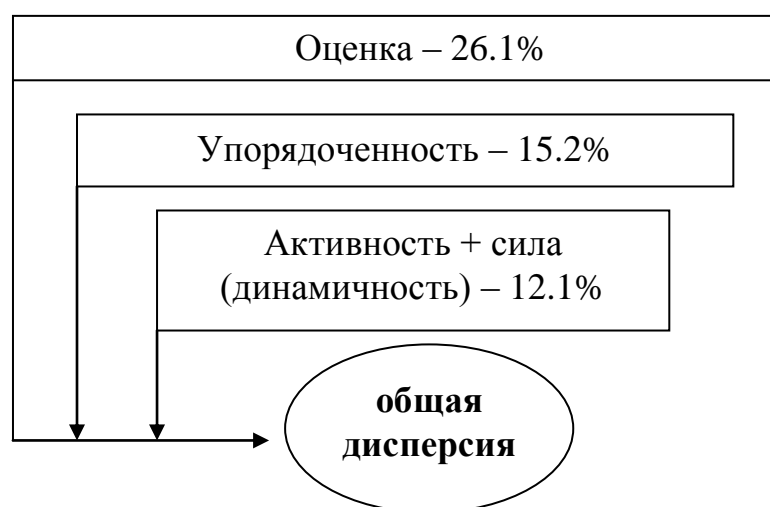 Оценка – 26.1%
Упорядоченность – 15.2%
Активность + сила
(динамичность) – 12.1%
общая
дисперсия